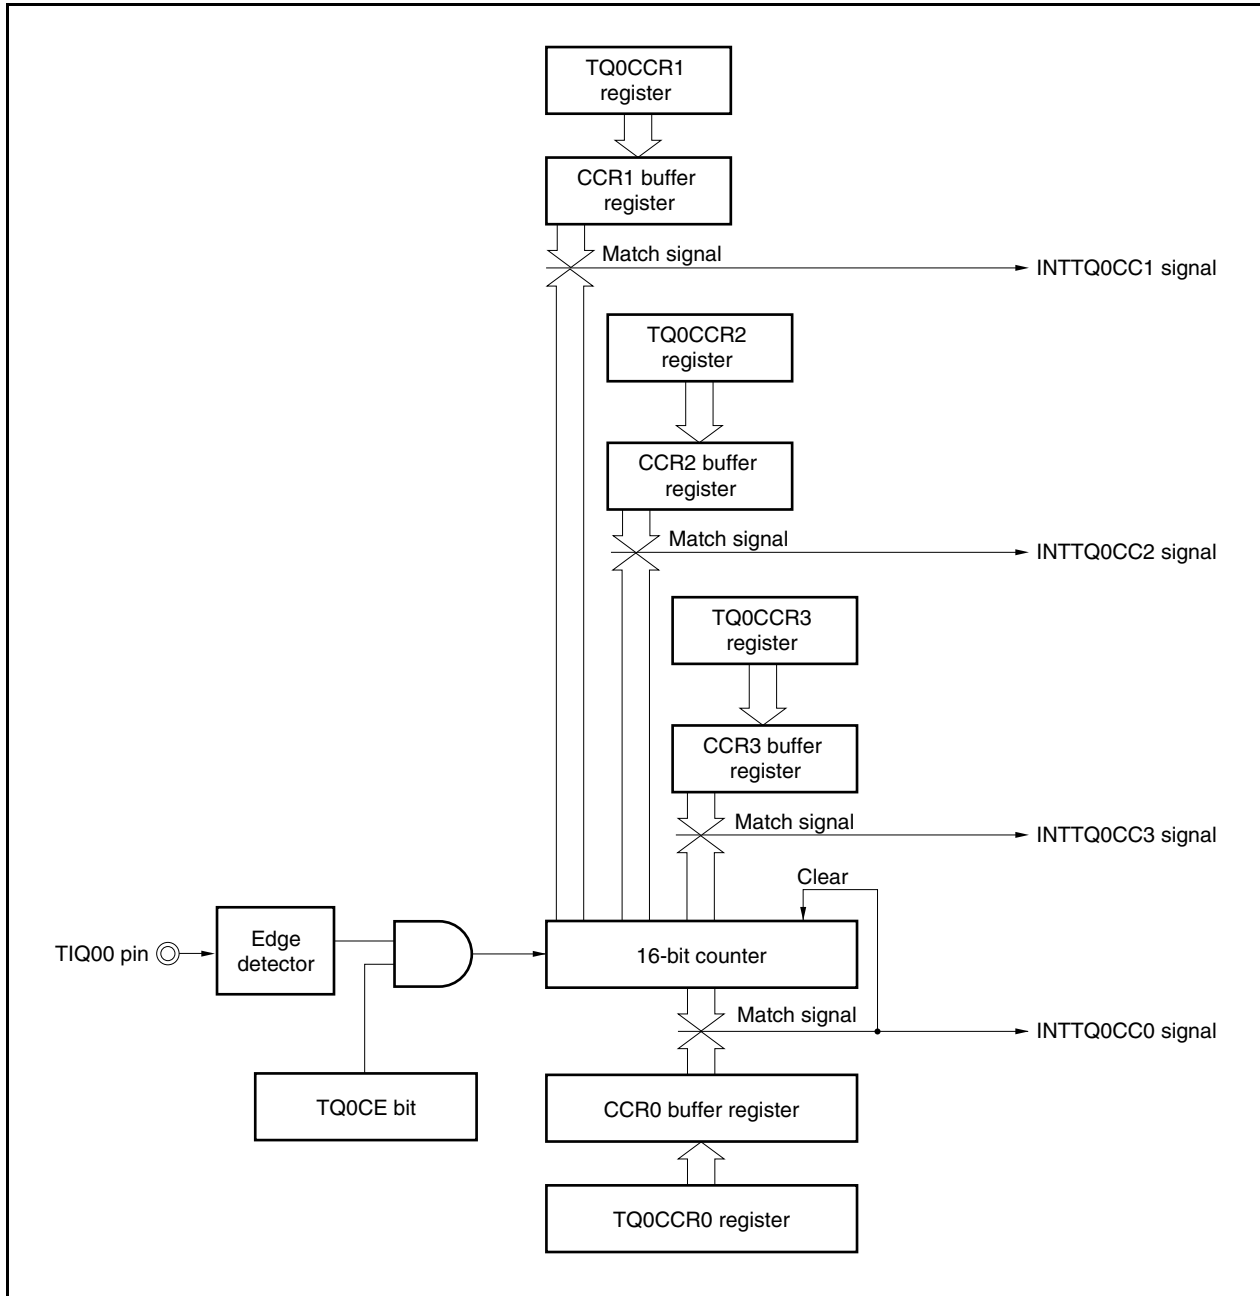 TQ0CCR1
register
CCR1 buffer
register
Match signal
INTTQ0CC1 signal
TQ0CCR2
register
CCR2 buffer
register
Match signal
INTTQ0CC2 signal
TQ0CCR3
register
CCR3 buffer
register
Match signal
INTTQ0CC3 signal
Clear
TIQ00 pin
Edge
detector
16-bit counter
Match signal
INTTQ0CC0 signal
TQ0CE bit
CCR0 buffer register
TQ0CCR0 register